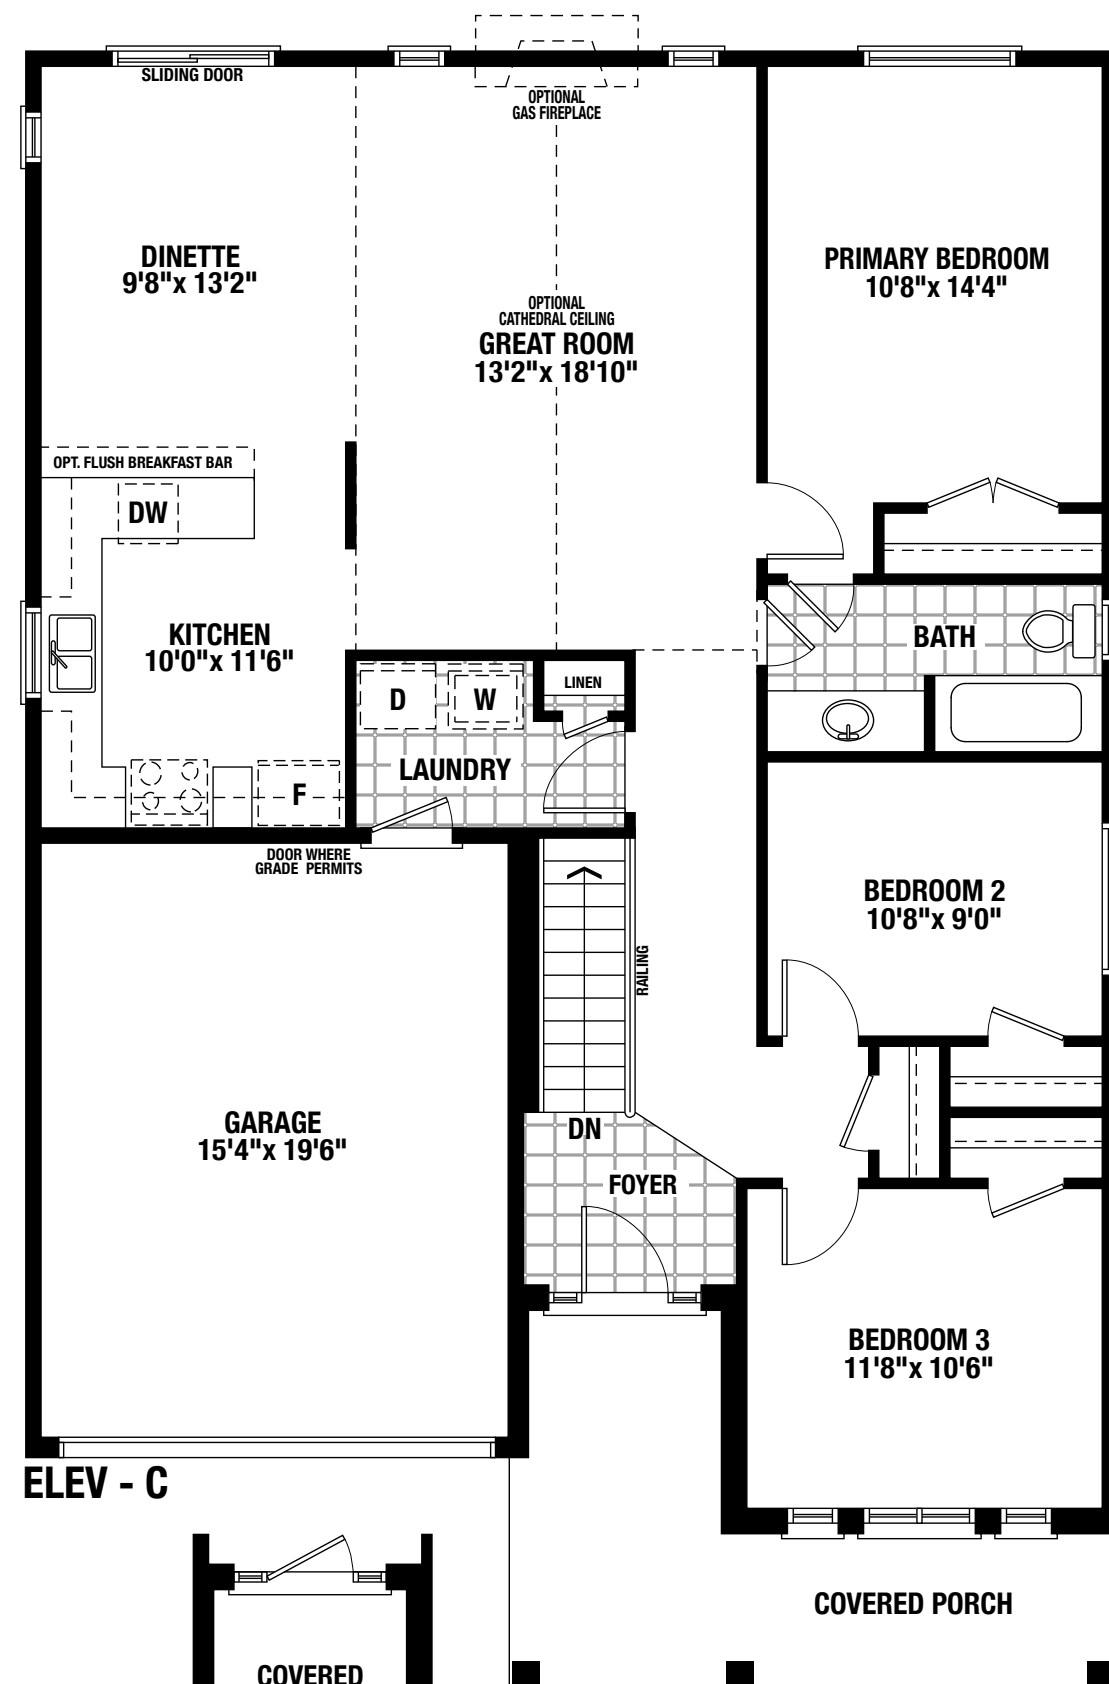 SLIDING DOOR
OPTIONAL
GAS FIREPLACE
DINETTE
9'8"x 13'2"
PRIMARY BEDROOM
10'8"x 14'4"
OPTIONAL
CATHEDRAL CEILING
GREAT ROOM
13'2"x 18'10"
OPT. FLUSH BREAKFAST BAR
DW
KITCHEN
10'0"x 11'6"
BATH
LINEN
D
W
LAUNDRY
F
DOOR WHERE
GRADE PERMITS
BEDROOM 2
10'8"x 9'0"
RAILING
GARAGE
15'4"x 19'6"
DN
FOYER
BEDROOM 3
11'8"x 10'6"
ELEV - C
COVERED PORCH
COVERED